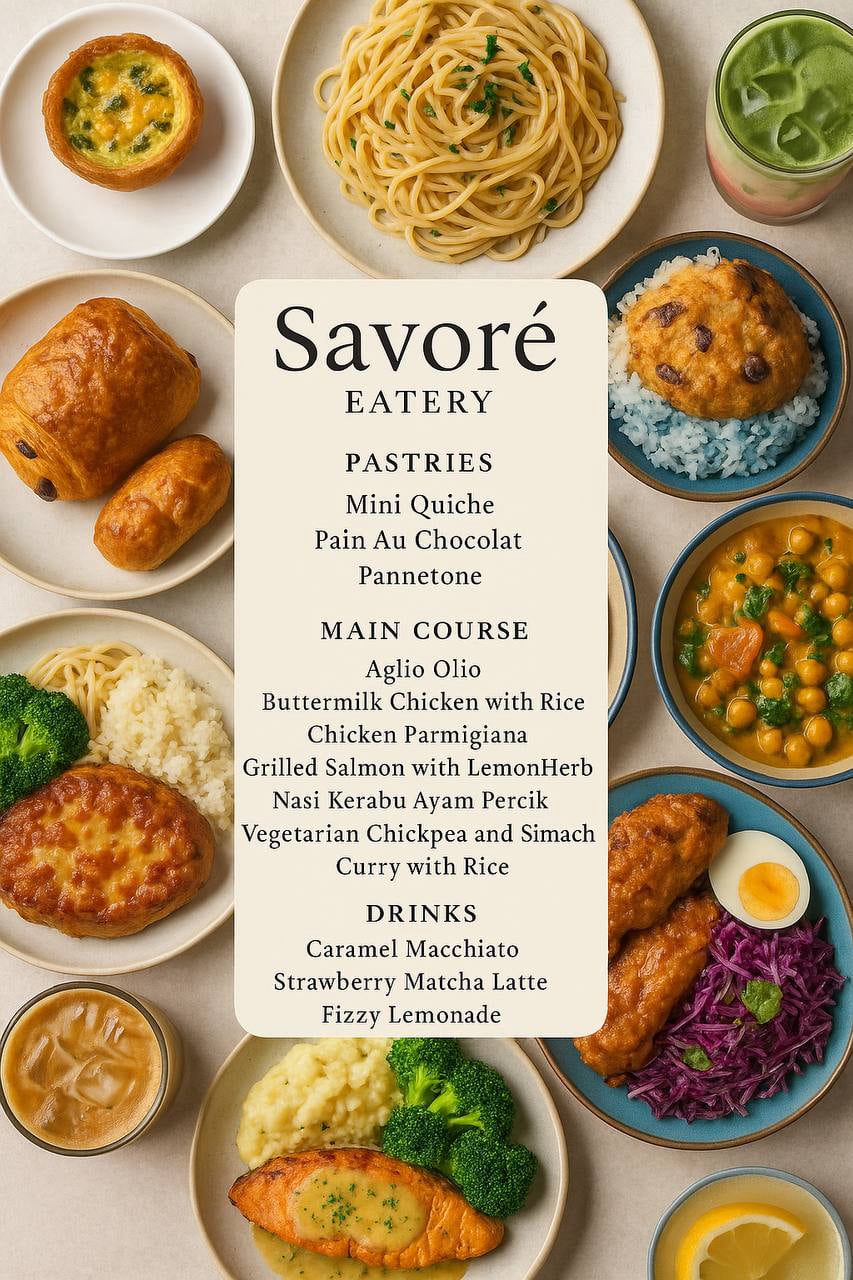 Savoré
EATERY
PASTRIES
Mini Quiche
Pain Au Chocolat
Pannetone
MAIN COURSE
Aglio Olio
Buttermilk Chicken with Rice
Chicken Parmigiana
Grilled Salmon with LemonHerb
Nasi Kerabu Ayam Percik
Vegetarian Chickpea and Simach
Curry with Rice
DRINKS
Caramel Macchiato
Strawberry Matcha Latte
Fizzy Lemonade